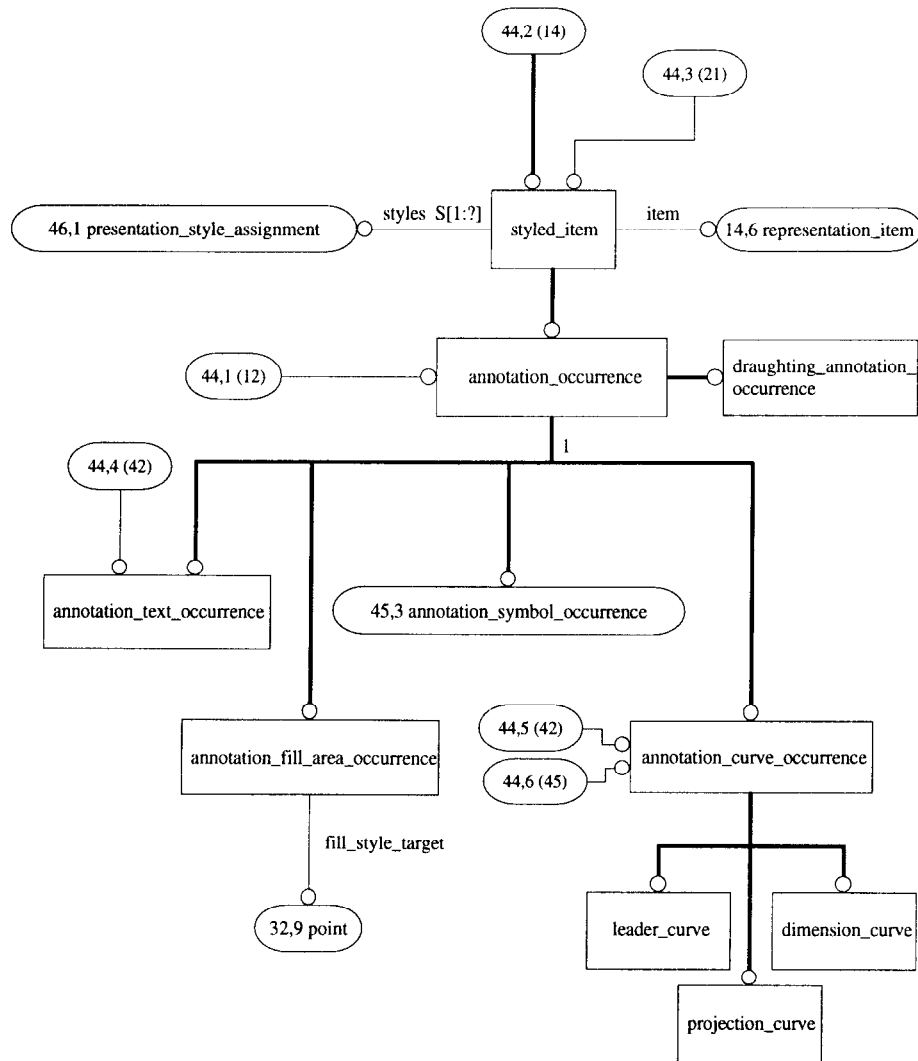 44,2 (14)
44,3 (21)
styles S[1:?]
item
46,1 presentation_style_assignment
styled_item
14,6 representation_item
44,1 (12)
annotation_occurrence
draughting_annotation_
occurrence
1
44,4 (42)
annotation_text_occurrence
45,3 annotation_symbol_occurrence
44,5 (42)
annotation_fill_area_occurrence
annotation_curve_occurrence
44,6 (45)
fill_style_target
32,9 point
leader_curve
dimension_curve
projection_curve